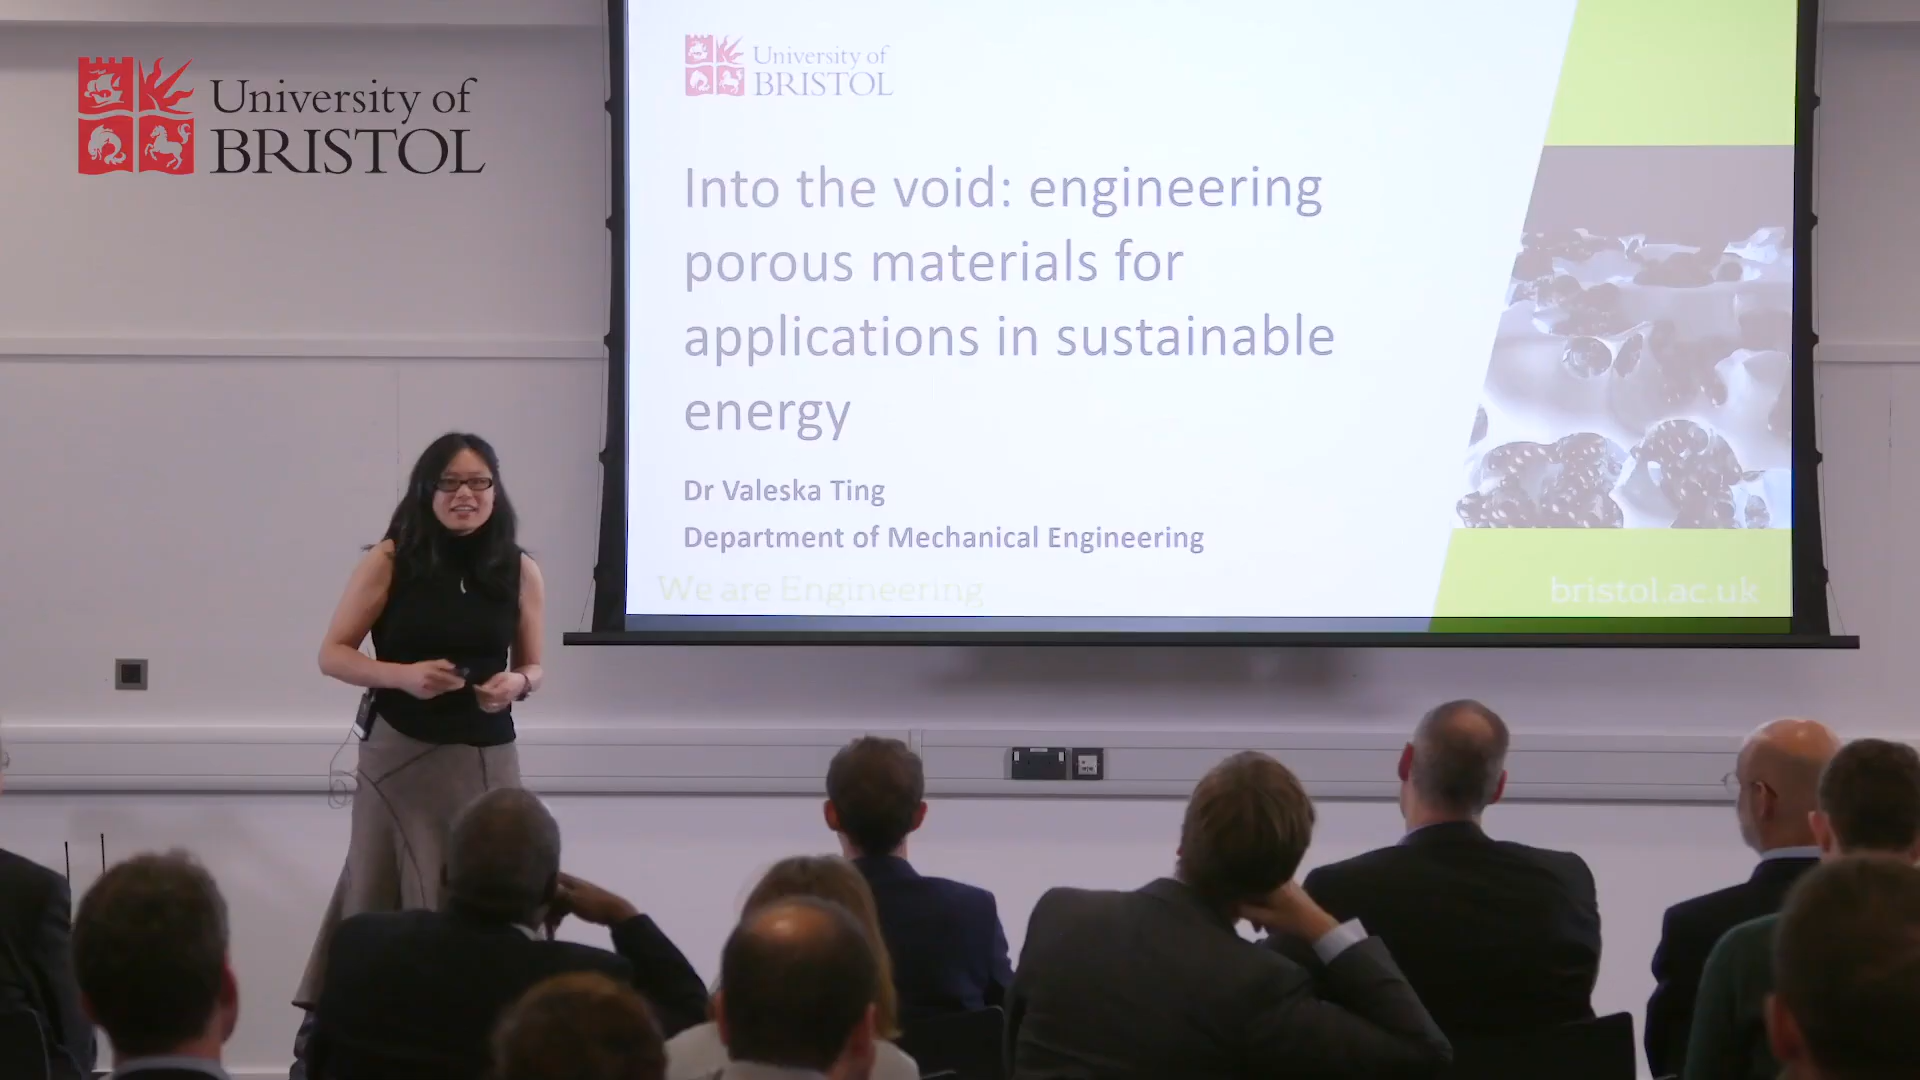 University of
BRISTOL
University of
BRISTOL
Into the void: engineering
porous materials for
applications in sustainable
energy
Dr Valeska Ting
Department of Mechanical Engineering
We are Engineering
bristol.ac.uk